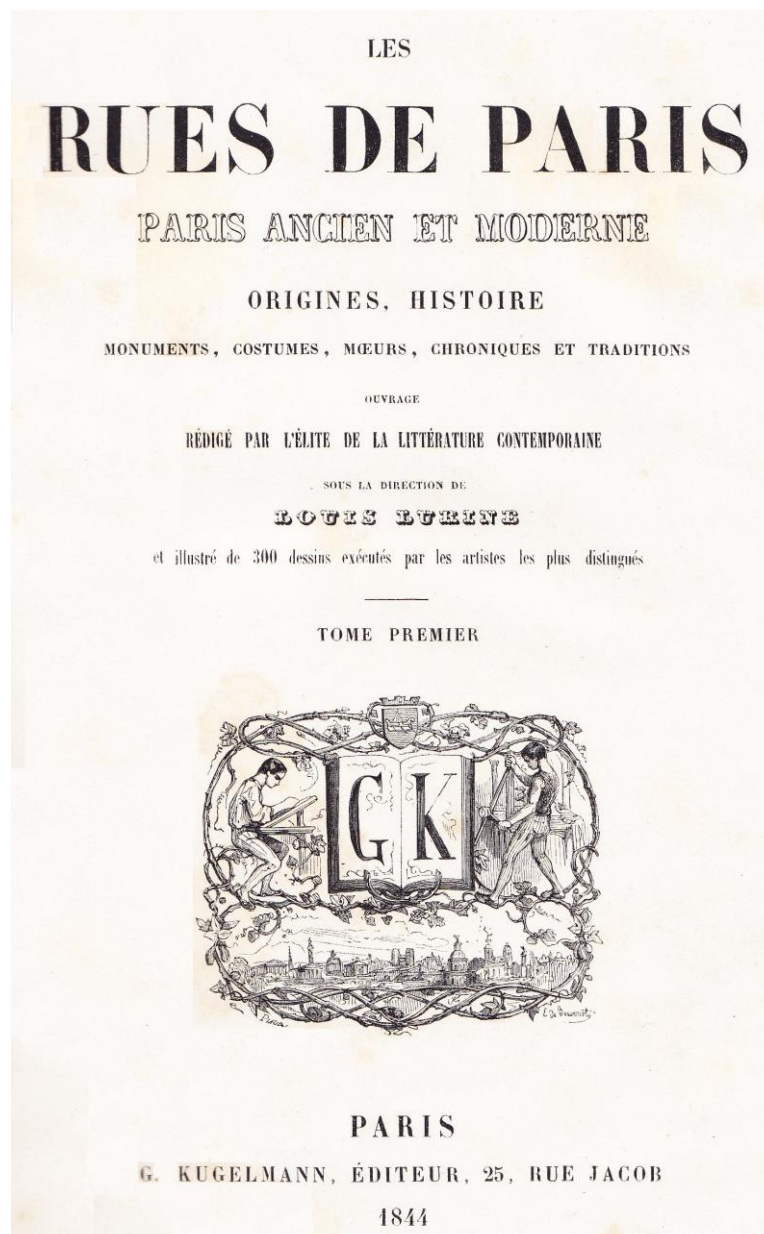 LES
RUES DE PARIS
PARIS ANCIEN ET MODERNE
ORIGINES, HISTOIRE
MONUMENTS, COSTUMES, MŒURS, CHRONIQUES ET TRADITIONS
OUVRAGE
RÉDIGÉ PAR L'ÉLITE DE LA LITTÉRATURE CONTEMPORAINE
SOUS LA DIRECTION DE
LOUIS LURINE
et illustré de 300 dessins exécutés par les artistes les plus distingués
TOME PREMIER
G K
PARIS
G. KUGELMANN, ÉDITEUR, 25, RUE JACOB
1844